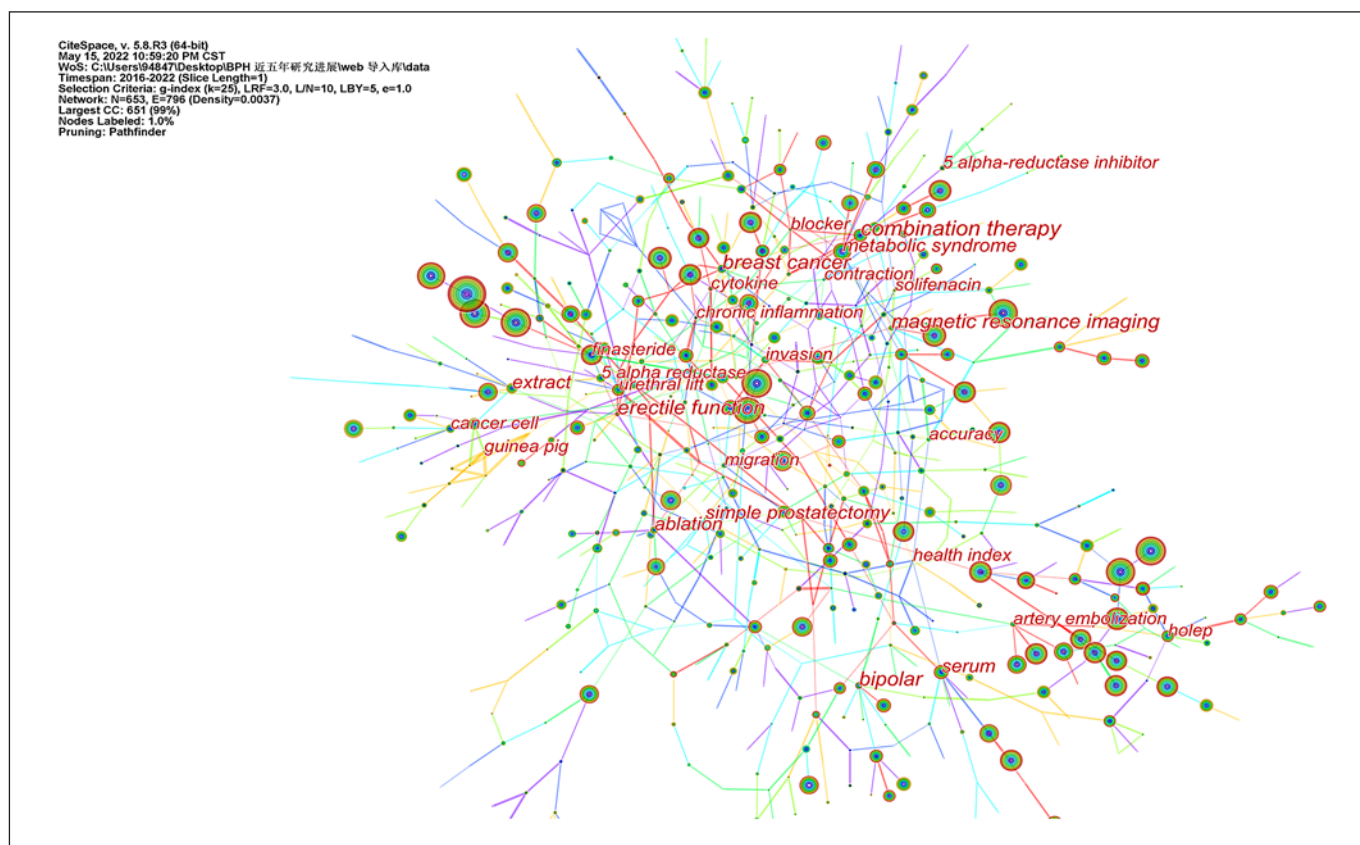 CiteSpace, v. 5.8.R3 (64-bit)
May 15, 2022 10:59:20 PM CST
WoS: C:\Users\94847\Desktop\BPH 近五年研究进展\web 导入库\data
Timespan: 2016-2022 (Slice Length=1)
Selection Criteria: g-index (k=25), LRF=3.0, L/N=10, LBY=5, e=1.0
Network: N=653, E=796 (Density=0.0037)
Largest CC: 651 (99%)
Nodes Labeled: 1.0%
Pruning: Pathfinder
5 alpha-reductase inhibitor
blocker
combination therapy
metabolic syndrome
breast cancer
contraction
cytokine
solifenacin
chronic inflammation
magnetic resonance imaging
finasteride
invasion
5 alpha reductase
extract
urethral lift
erectile function
cancer cell
accuracy
guinea pig
migration
simple prostatectomy
ablation
health index
artery embolization
holep
serum
bipolar